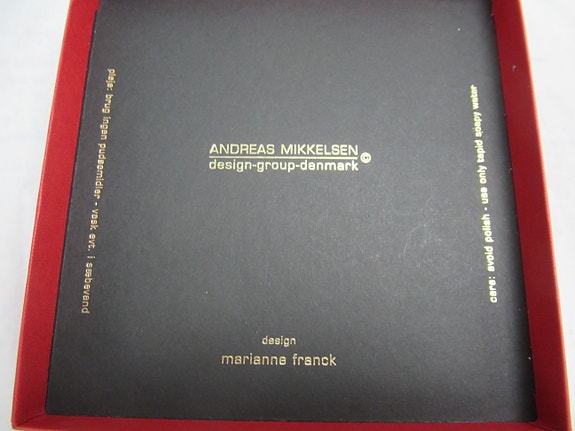 pleje: brug ingen pudsemidler - vask evt. i sæbevand
ANDREAS MIKKELSEN ©
design-group-denmark
care: avoid polish - use only tapid soapy water
design
marianne franck